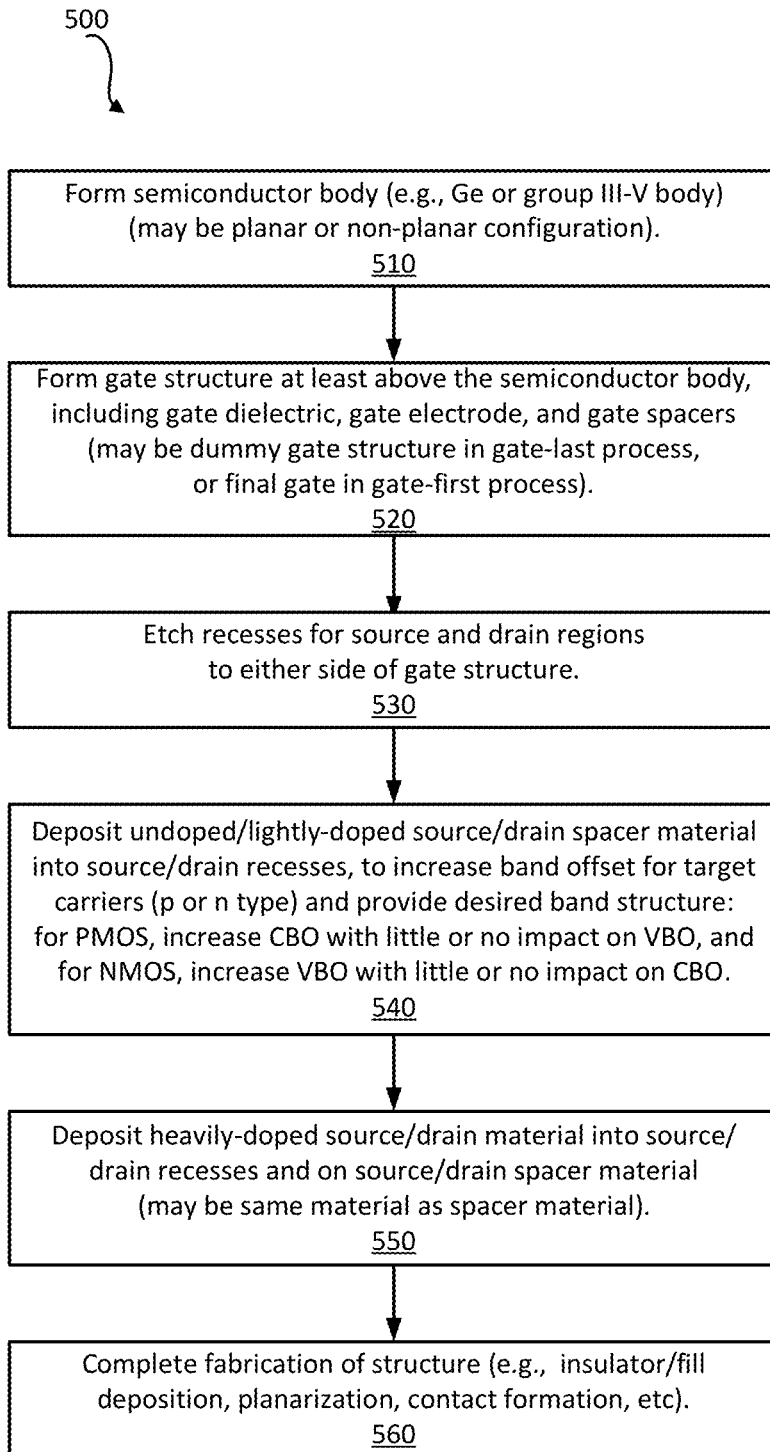 500
Form semiconductor body (e.g., Ge or group III-V body)
(may be planar or non-planar configuration).
510
Form gate structure at least above the semiconductor body,
including gate dielectric, gate electrode, and gate spacers
(may be dummy gate structure in gate-last process,
or final gate in gate-first process).
520
Etch recesses for source and drain regions
to either side of gate structure.
530
Deposit undoped/lightly-doped source/drain spacer material
into source/drain recesses, to increase band offset for target
carriers (p or n type) and provide desired band structure:
for PMOS, increase CBO with little or no impact on VBO, and
for NMOS, increase VBO with little or no impact on CBO.
540
Deposit heavily-doped source/drain material into source/
drain recesses and on source/drain spacer material
(may be same material as spacer material).
550
Complete fabrication of structure (e.g., insulator/fill
deposition, planarization, contact formation, etc).
560